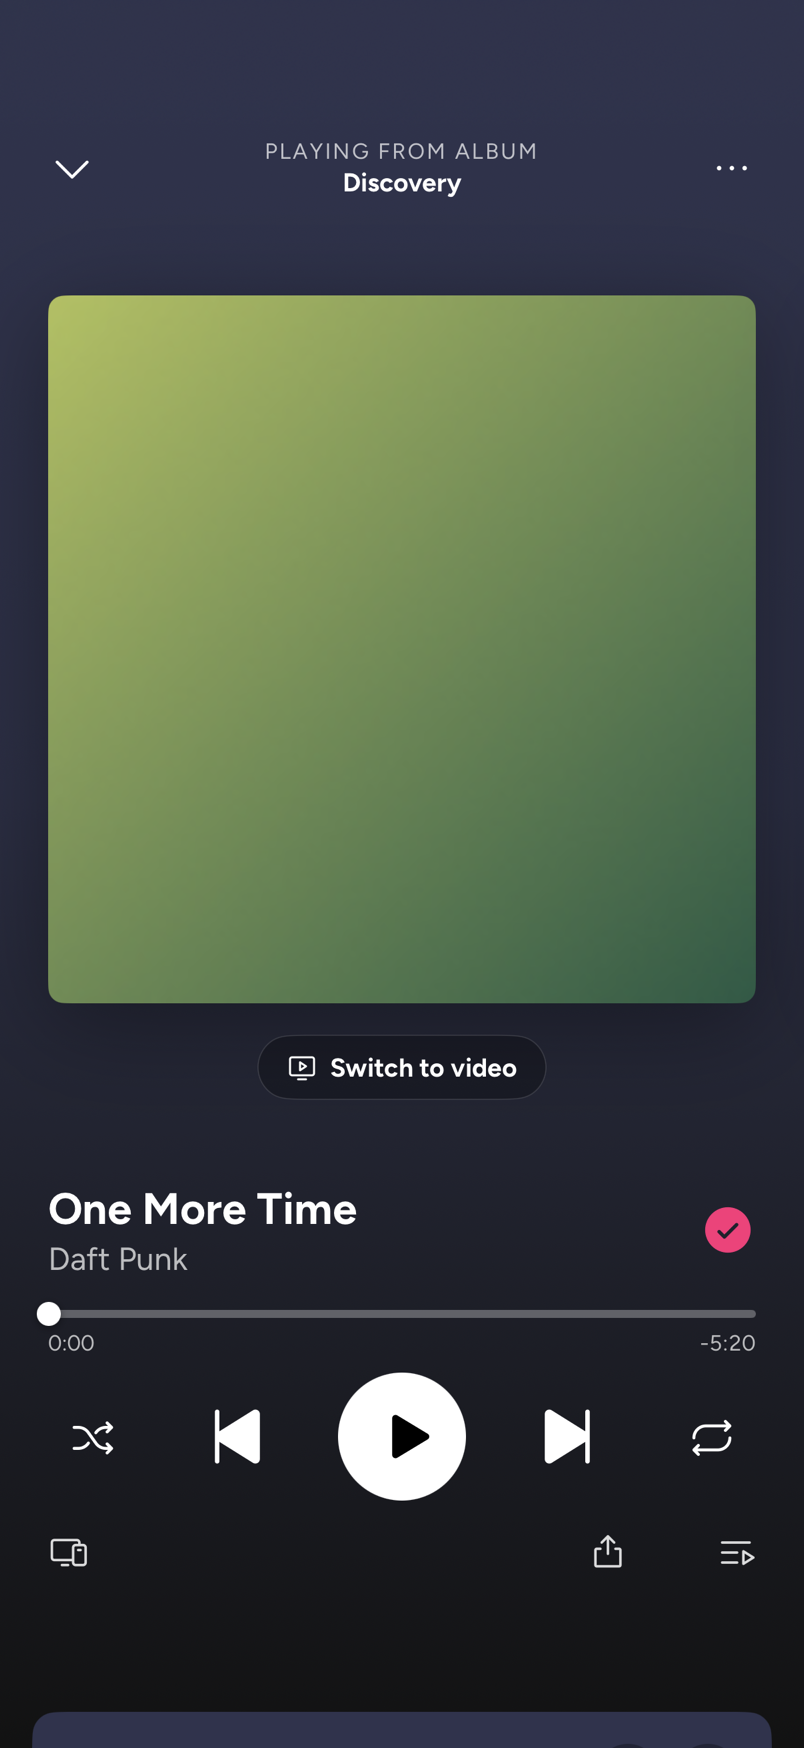 PLAYING FROM ALBUM
Discovery
Switch to video
One More Time
Daft Punk
0:00
-5:20